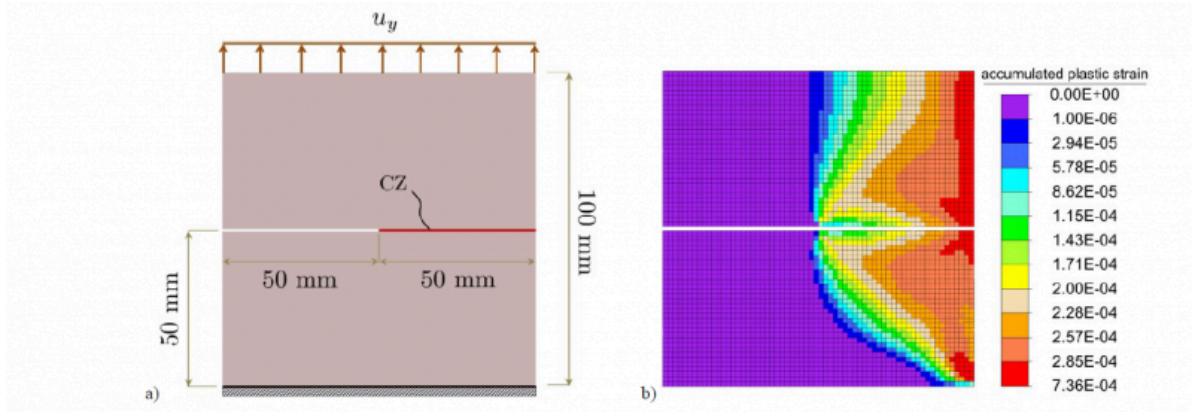 u_y
CZ
100 mm
50 mm
50 mm
50 mm
a)
accumulated plastic strain
0.00E+00
1.00E-06
2.94E-05
5.78E-05
8.62E-05
1.15E-04
1.43E-04
1.71E-04
2.00E-04
2.28E-04
2.57E-04
2.85E-04
7.36E-04
b)